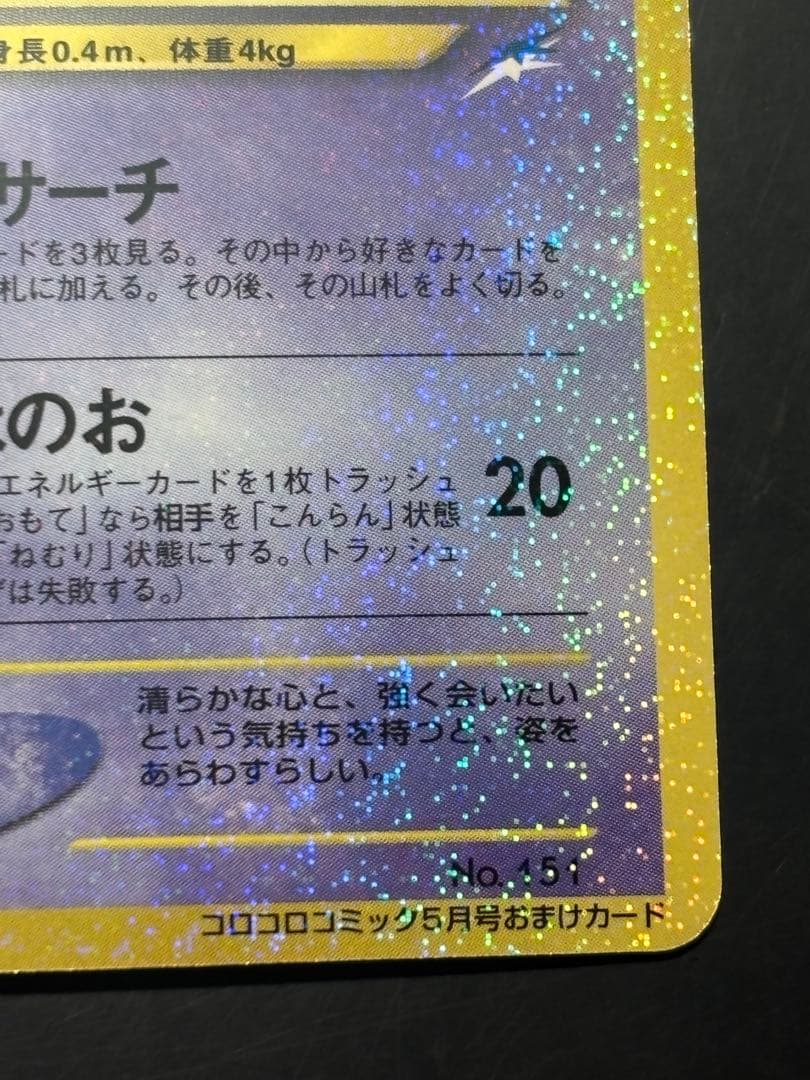 身長0.4m、体重4kg
サーチ
ードを3枚見る。その中から好きなカードを
札に加える。その後、その山札をよく切る。
のお
エネルギーカードを1枚トラッシュ
おもて」なら相手を「こんらん」状態
「ねむり」状態にする。（トラッシュ
は失敗する。）
20
清らかな心と、強く会いたい
という気持ちを持つと、姿を
あらわすらしい。
No. 151
コロコロコミック5月号おまけカード